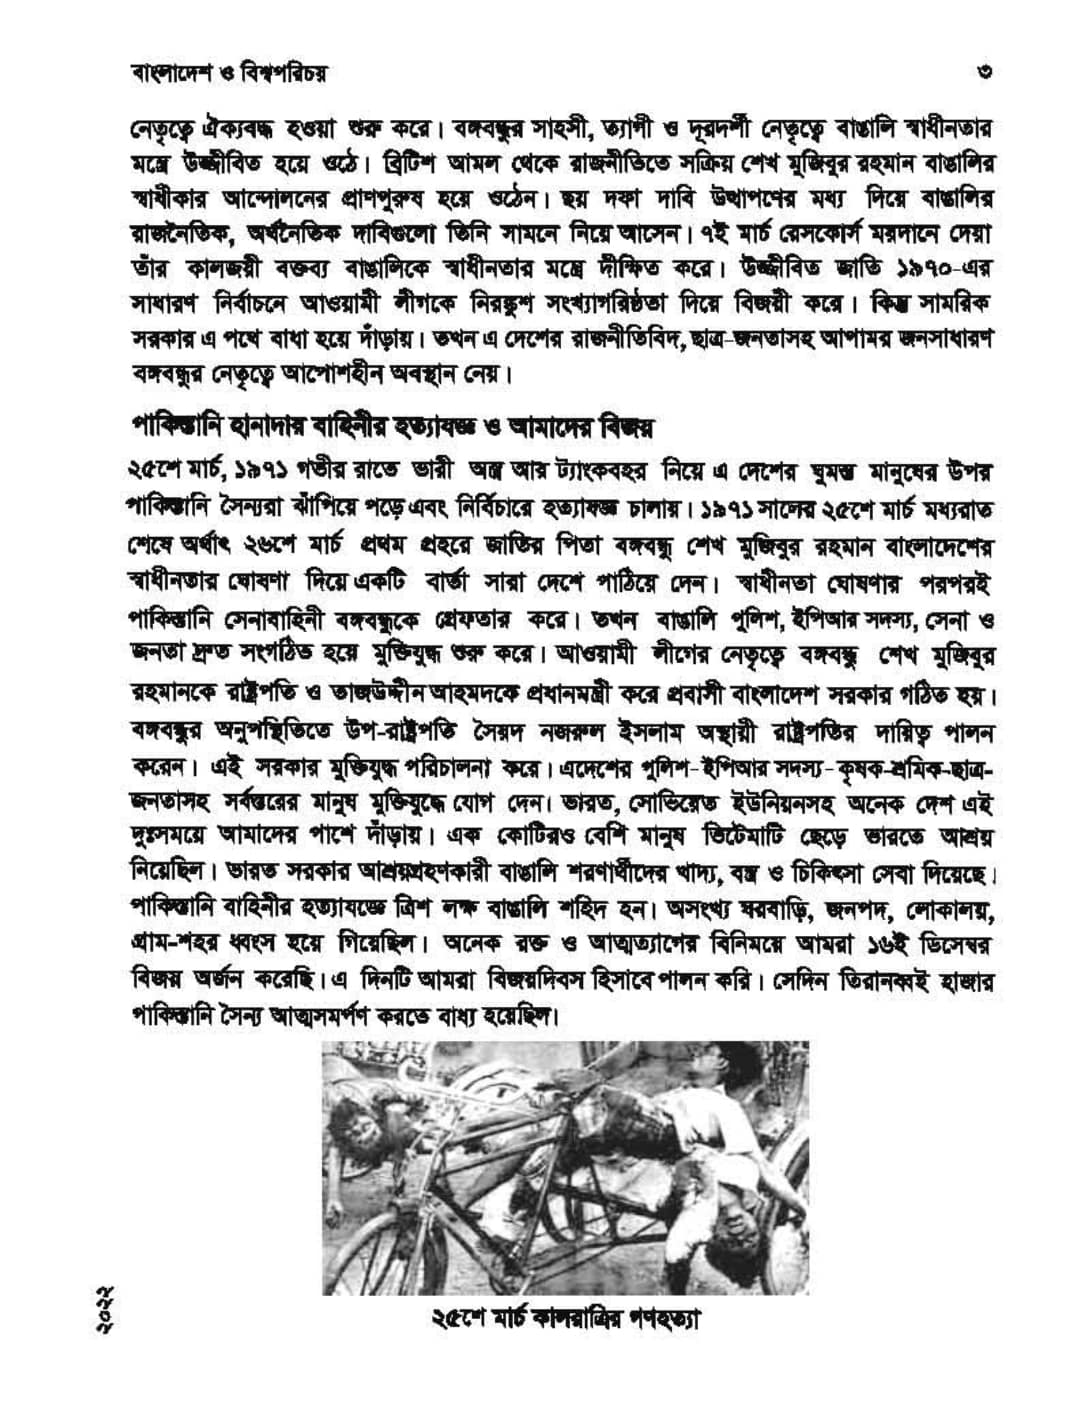 বাংলাদেশ ও বিশ্বপরিচয় ৩
নেতৃত্বে ঐক্যবদ্ধ হওয়া শুরু করে। বঙ্গবন্ধুর সাহসী, ত্যাগী ও দূরদর্শী নেতৃত্বে বাঙালি স্বাধীনতার
মন্ত্রে উজ্জীবিত হয়ে ওঠে। ব্রিটিশ আমল থেকে রাজনীতিতে সক্রিয় শেখ মুজিবুর রহমান বাঙালির
স্বাধীকার আন্দোলনের প্রাণপুরুষ হয়ে ওঠেন। ছয় দফা দাবি উত্থাপণের মধ্য দিয়ে বাঙালির
রাজনৈতিক, অর্থনৈতিক দাবিগুলো তিনি সামনে নিয়ে আসেন। ৭ই মার্চ রেসকোর্স ময়দানে দেয়া
তাঁর কালজয়ী বক্তব্য বাঙালিকে স্বাধীনতার মন্ত্রে দীক্ষিত করে। উজ্জীবিত জাতি ১৯৭০-এর
সাধারণ নির্বাচনে আওয়ামী লীগকে নিরঙ্কুশ সংখ্যাগরিষ্ঠতা দিয়ে বিজয়ী করে। কিন্তু সামরিক
সরকার এ পথে বাধা হয়ে দাঁড়ায়। তখন এ দেশের রাজনীতিবিদ, ছাত্র-জনতাসহ আপামর জনসাধারণ
বঙ্গবন্ধুর নেতৃত্বে আপোশহীন অবস্থান নেয়।
পাকিস্তানি হানাদার বাহিনীর হত্যাযজ্ঞ ও আমাদের বিজয়
২৫শে মার্চ, ১৯৭১ গভীর রাতে ভারী অস্ত্র আর ট্যাংকবহর নিয়ে এ দেশের ঘুমন্ত মানুষের উপর
পাকিস্তানি সৈন্যরা ঝাঁপিয়ে পড়ে এবং নির্বিচারে হত্যাযজ্ঞ চালায়। ১৯৭১ সালের ২৫শে মার্চ মধ্যরাত
শেষে অর্থাৎ ২৬শে মার্চ প্রথম প্রহরে জাতির পিতা বঙ্গবন্ধু শেখ মুজিবুর রহমান বাংলাদেশের
স্বাধীনতার ঘোষণা দিয়ে একটি বার্তা সারা দেশে পাঠিয়ে দেন। স্বাধীনতা ঘোষণার পরপরই
পাকিস্তানি সেনাবাহিনী বঙ্গবন্ধুকে গ্রেফতার করে। তখন বাঙালি পুলিশ, ইপিআর সদস্য, সেনা ও
জনতা দ্রুত সংগঠিত হয়ে মুক্তিযুদ্ধ শুরু করে। আওয়ামী লীগের নেতৃত্বে বঙ্গবন্ধু শেখ মুজিবুর
রহমানকে রাষ্ট্রপতি ও তাজউদ্দীন আহমদকে প্রধানমন্ত্রী করে প্রবাসী বাংলাদেশ সরকার গঠিত হয়।
বঙ্গবন্ধুর অনুপস্থিতিতে উপ-রাষ্ট্রপতি সৈয়দ নজরুল ইসলাম অস্থায়ী রাষ্ট্রপতির দায়িত্ব পালন
করেন। এই সরকার মুক্তিযুদ্ধ পরিচালনা করে। এদেশের পুলিশ-ইপিআর সদস্য-কৃষক-শ্রমিক-ছাত্র-
জনতাসহ সর্বস্তরের মানুষ মুক্তিযুদ্ধে যোগ দেন। ভারত, সোভিয়েত ইউনিয়নসহ অনেক দেশ এই
দুঃসময়ে আমাদের পাশে দাঁড়ায়। এক কোটিরও বেশি মানুষ ভিটেমাটি ছেড়ে ভারতে আশ্রয়
নিয়েছিল। ভারত সরকার আশ্রয়গ্রহণকারী বাঙালি শরণার্থীদের খাদ্য, বস্ত্র ও চিকিৎসা সেবা দিয়েছে।
পাকিস্তানি বাহিনীর হত্যাযজ্ঞে ত্রিশ লক্ষ বাঙালি শহিদ হন। অসংখ্য ঘরবাড়ি, জনপদ, লোকালয়,
গ্রাম-শহর ধ্বংস হয়ে গিয়েছিল। অনেক রক্ত ও আত্মত্যাগের বিনিময়ে আমরা ১৬ই ডিসেম্বর
বিজয় অর্জন করেছি। এ দিনটি আমরা বিজয়দিবস হিসাবে পালন করি। সেদিন তিরানব্বই হাজার
পাকিস্তানি সৈন্য আত্মসমর্পণ করতে বাধ্য হয়েছিল।
২৫শে মার্চ কালরাত্রির গণহত্যা
২০২২